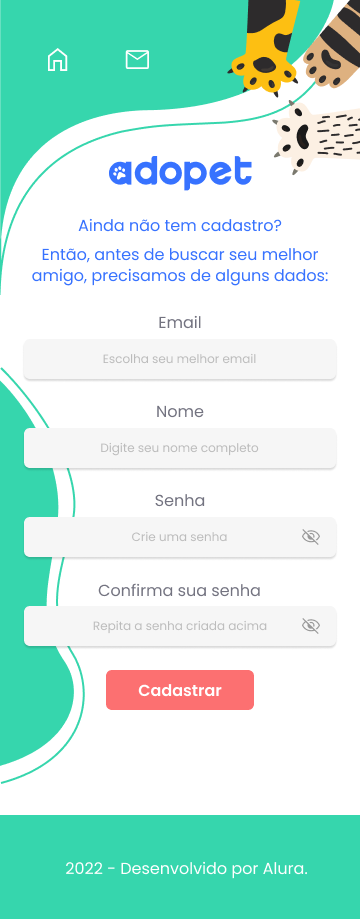 adopet
Ainda não tem cadastro?
Então, antes de buscar seu melhor
amigo, precisamos de alguns dados:
Email
Escolha seu melhor email
Nome
Digite seu nome completo
Senha
Crie uma senha
Confirma sua senha
Repita a senha criada acima
Cadastrar
2022 - Desenvolvido por Alura.